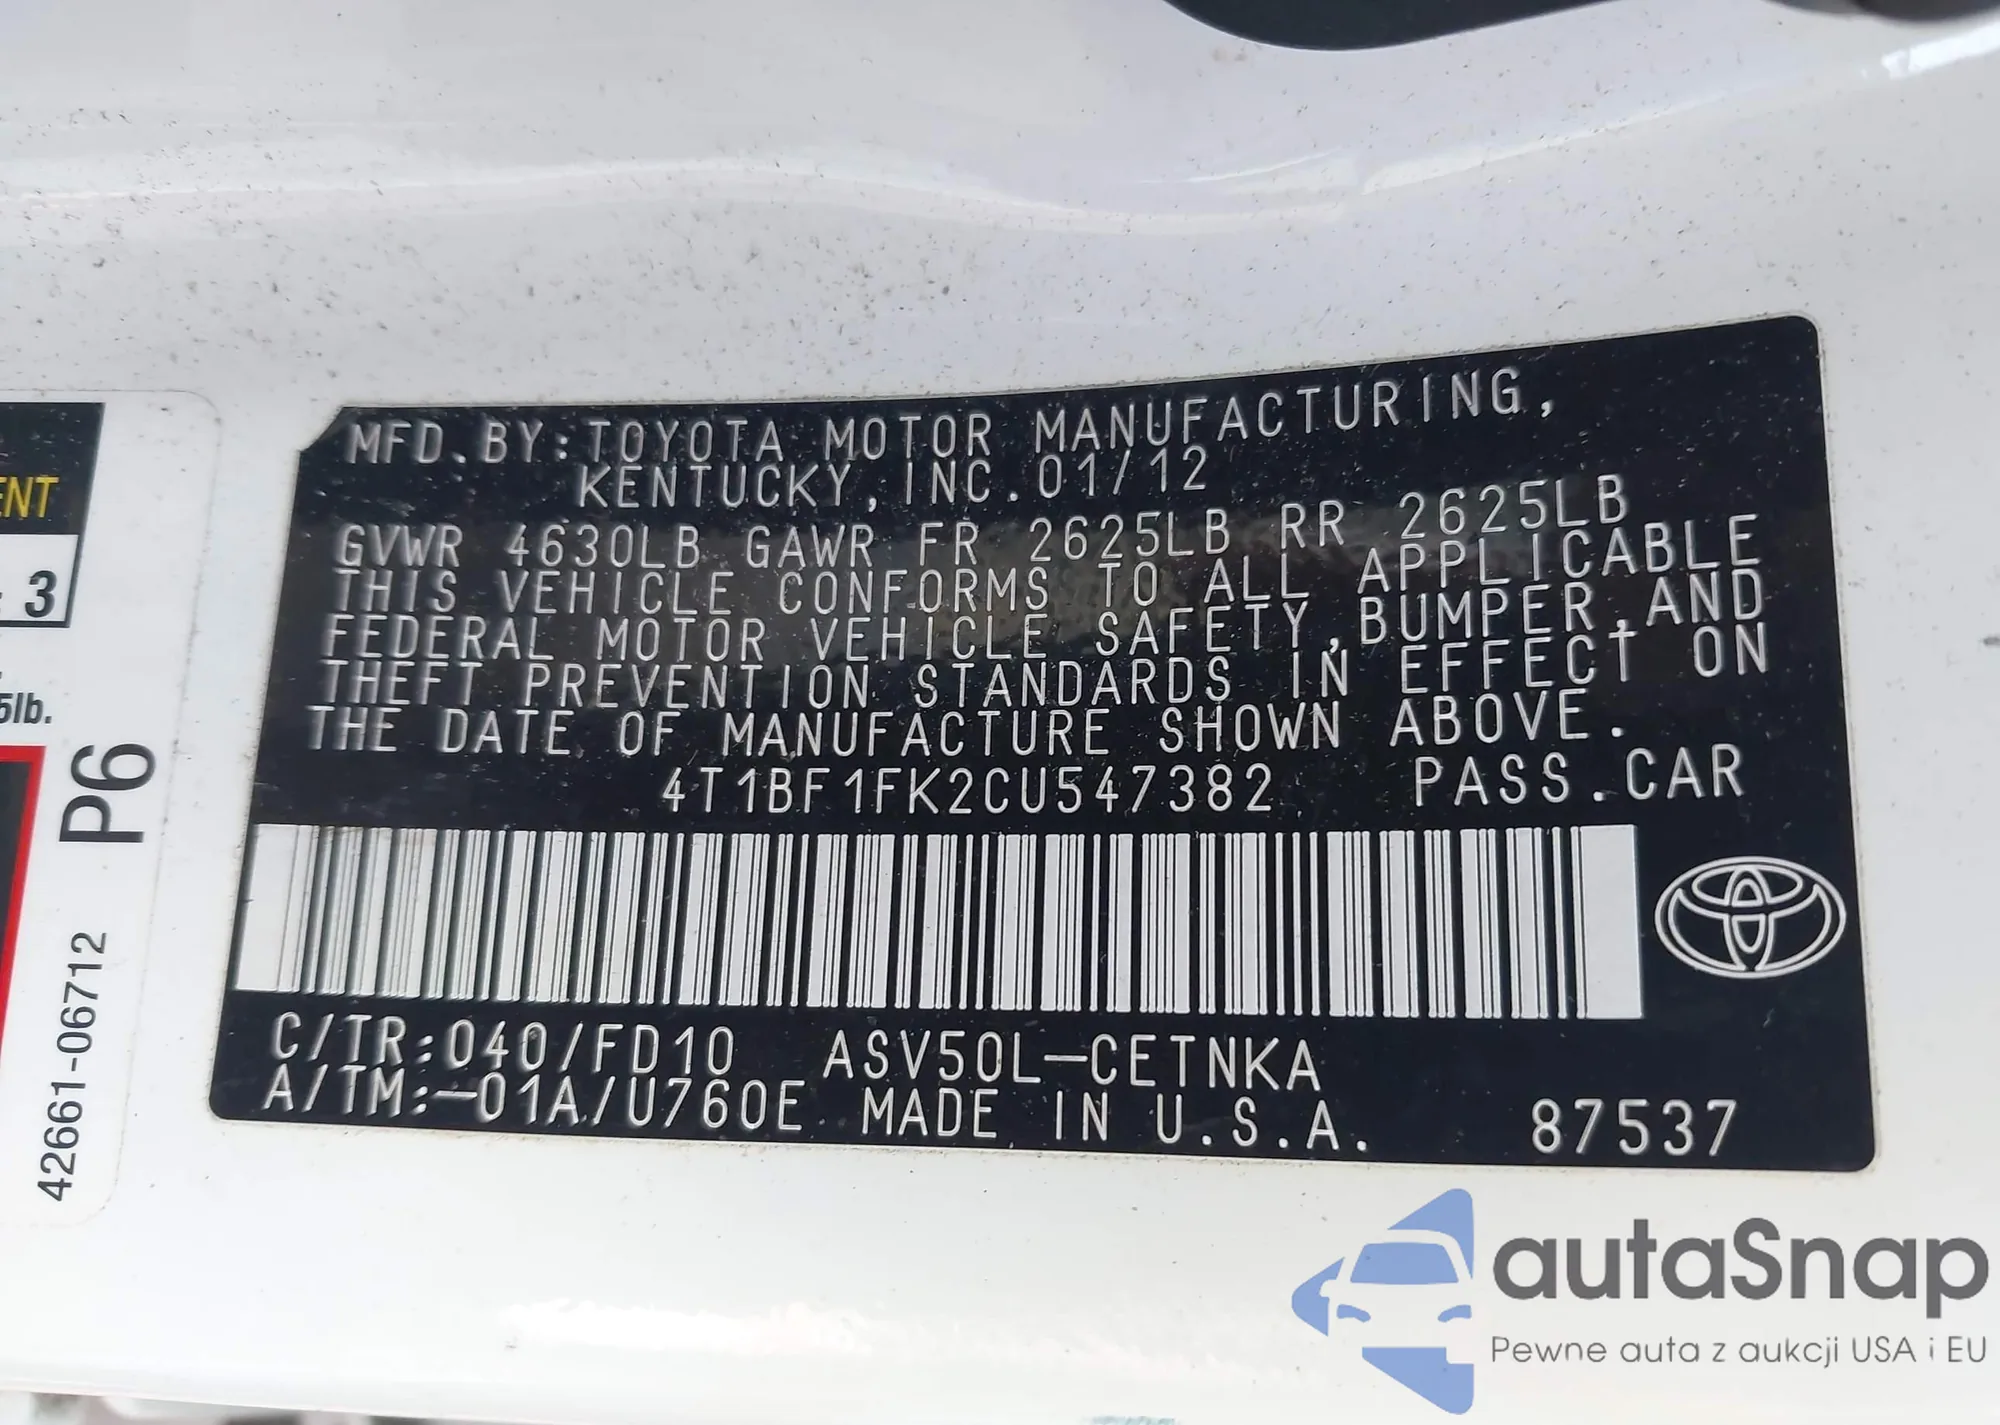 MFD.BY:TOYOTA MOTOR MANUFACTURING,
KENTUCKY,INC.01/12
GVWR 4630LB GAWR FR 2625LB RR 2625LB
THIS VEHICLE CONFORMS TO ALL APPLICABLE
FEDERAL MOTOR VEHICLE SAFETY,BUMPER,AND
THEFT PREVENTION STANDARDS IN EFFECT ON
THE DATE OF MANUFACTURE SHOWN ABOVE.
4T1BF1FK2CU547382 PASS.CAR
C/TR:040/FD10 ASV50L-CETNKA
A/TM:-01A/U760E MADE IN U.S.A. 87537
3
5lb.
P6
42661-06712
autaSnap
Pewne auta z aukcji USA i EU